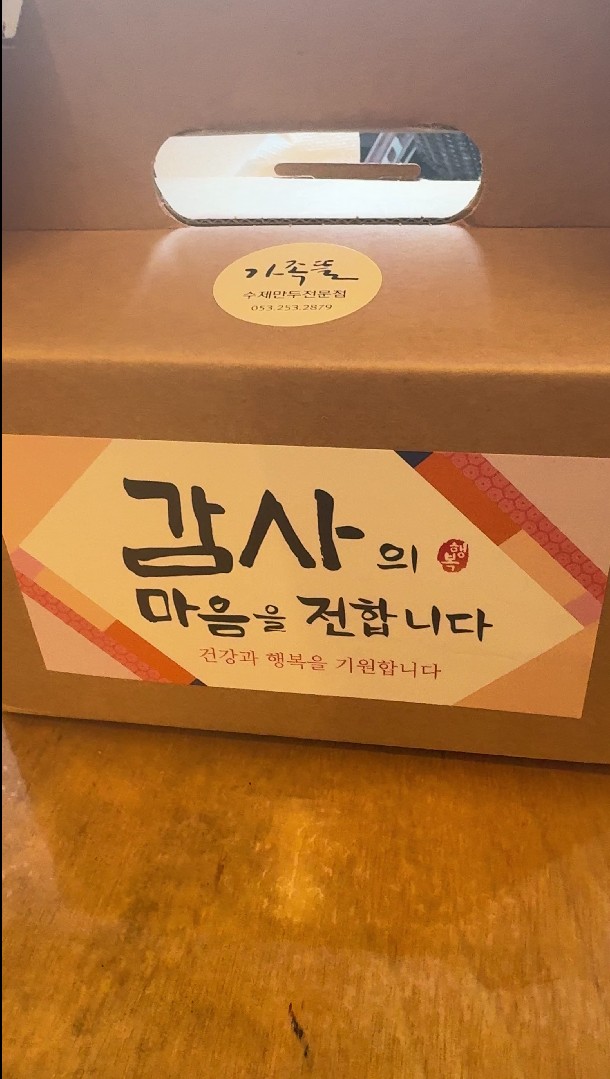 가족뜰
수제만두전문점
053.253.2879
감사의
행복
마음을 전합니다
건강과 행복을 기원합니다